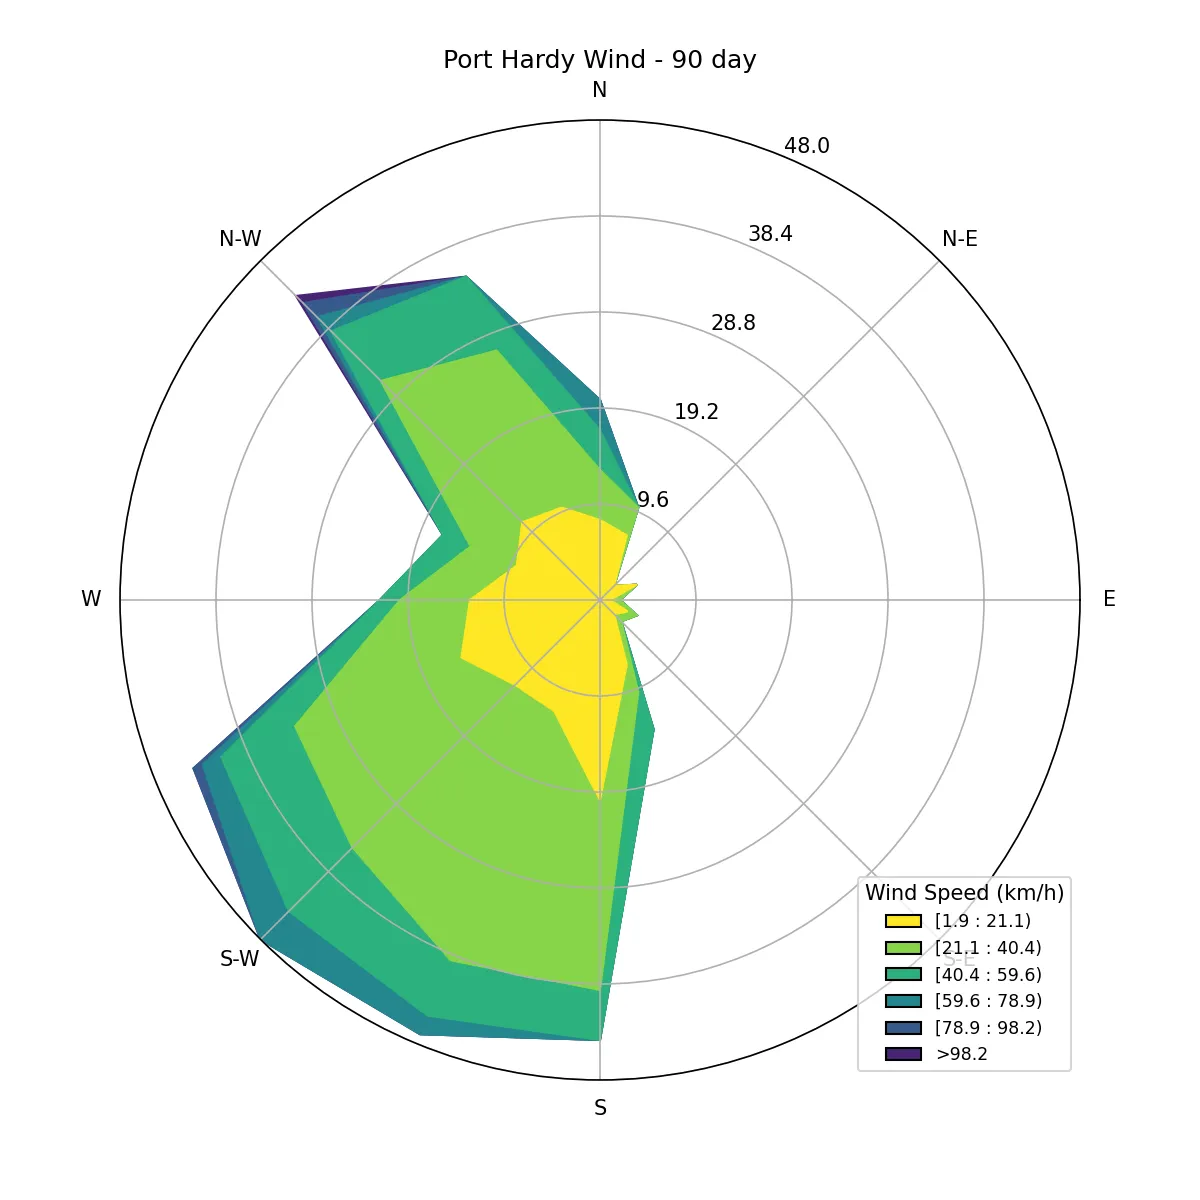 Port Hardy Wind - 90 day
N
48.0
N-W
N-E
38.4
28.8
19.2
9.6
W
E
S-W
S-E
Wind Speed (km/h)
[1.9 : 21.1)
[21.1 : 40.4)
[40.4 : 59.6)
[59.6 : 78.9)
[78.9 : 98.2)
>98.2
S